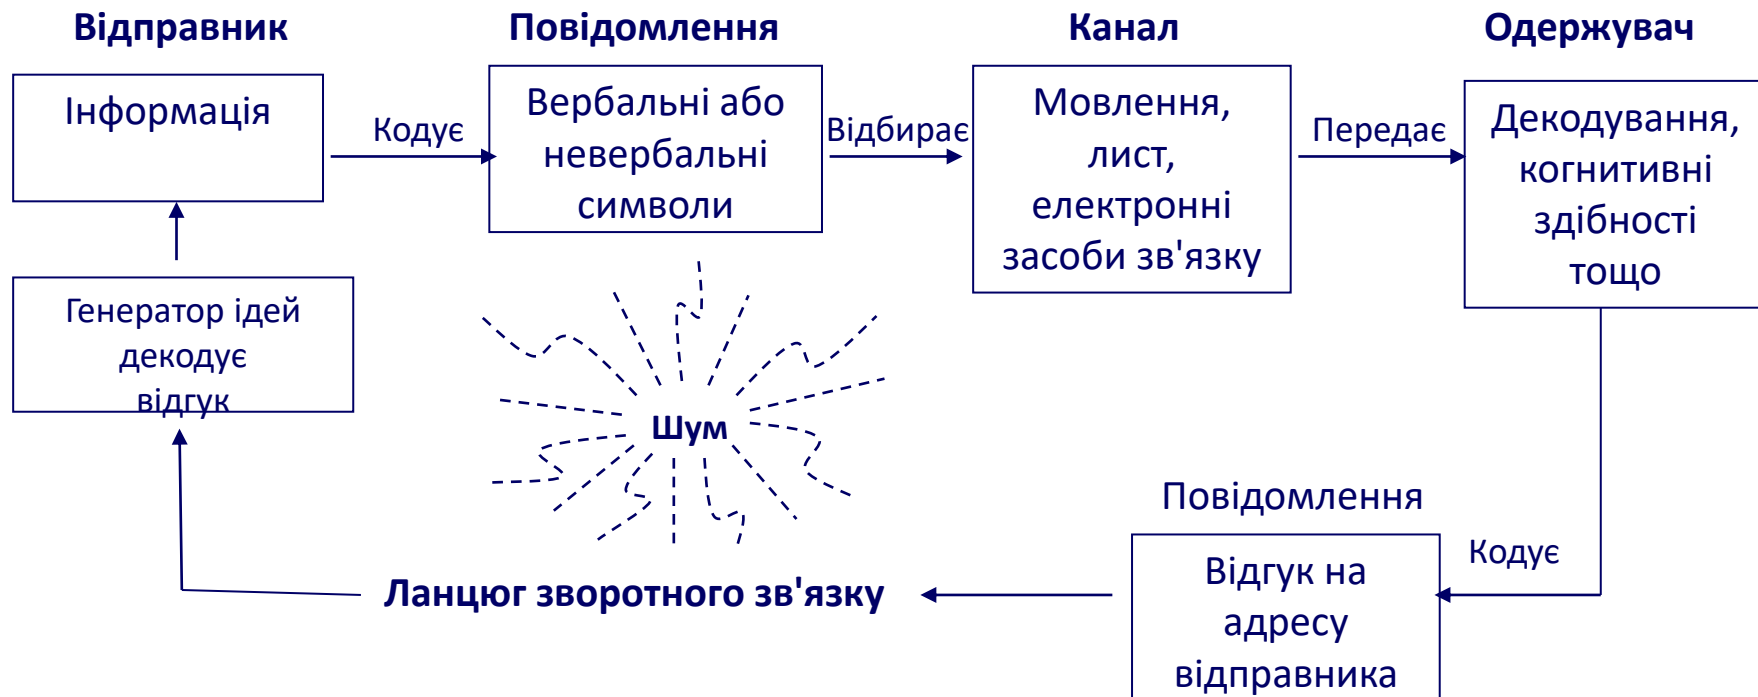 Відправник
Повідомлення
Канал
Одержувач
Інформація
Кодує
Вербальні або
невербальні
символи
Відбирає
Мовлення,
лист,
електронні
засоби зв'язку
Передає
Декодування,
когнитивні
здібності
тощо
Генератор ідей
декодує
відгук
Шум
Повідомлення
Кодує
Відгук на
адресу
відправника
Ланцюг зворотного зв'язку